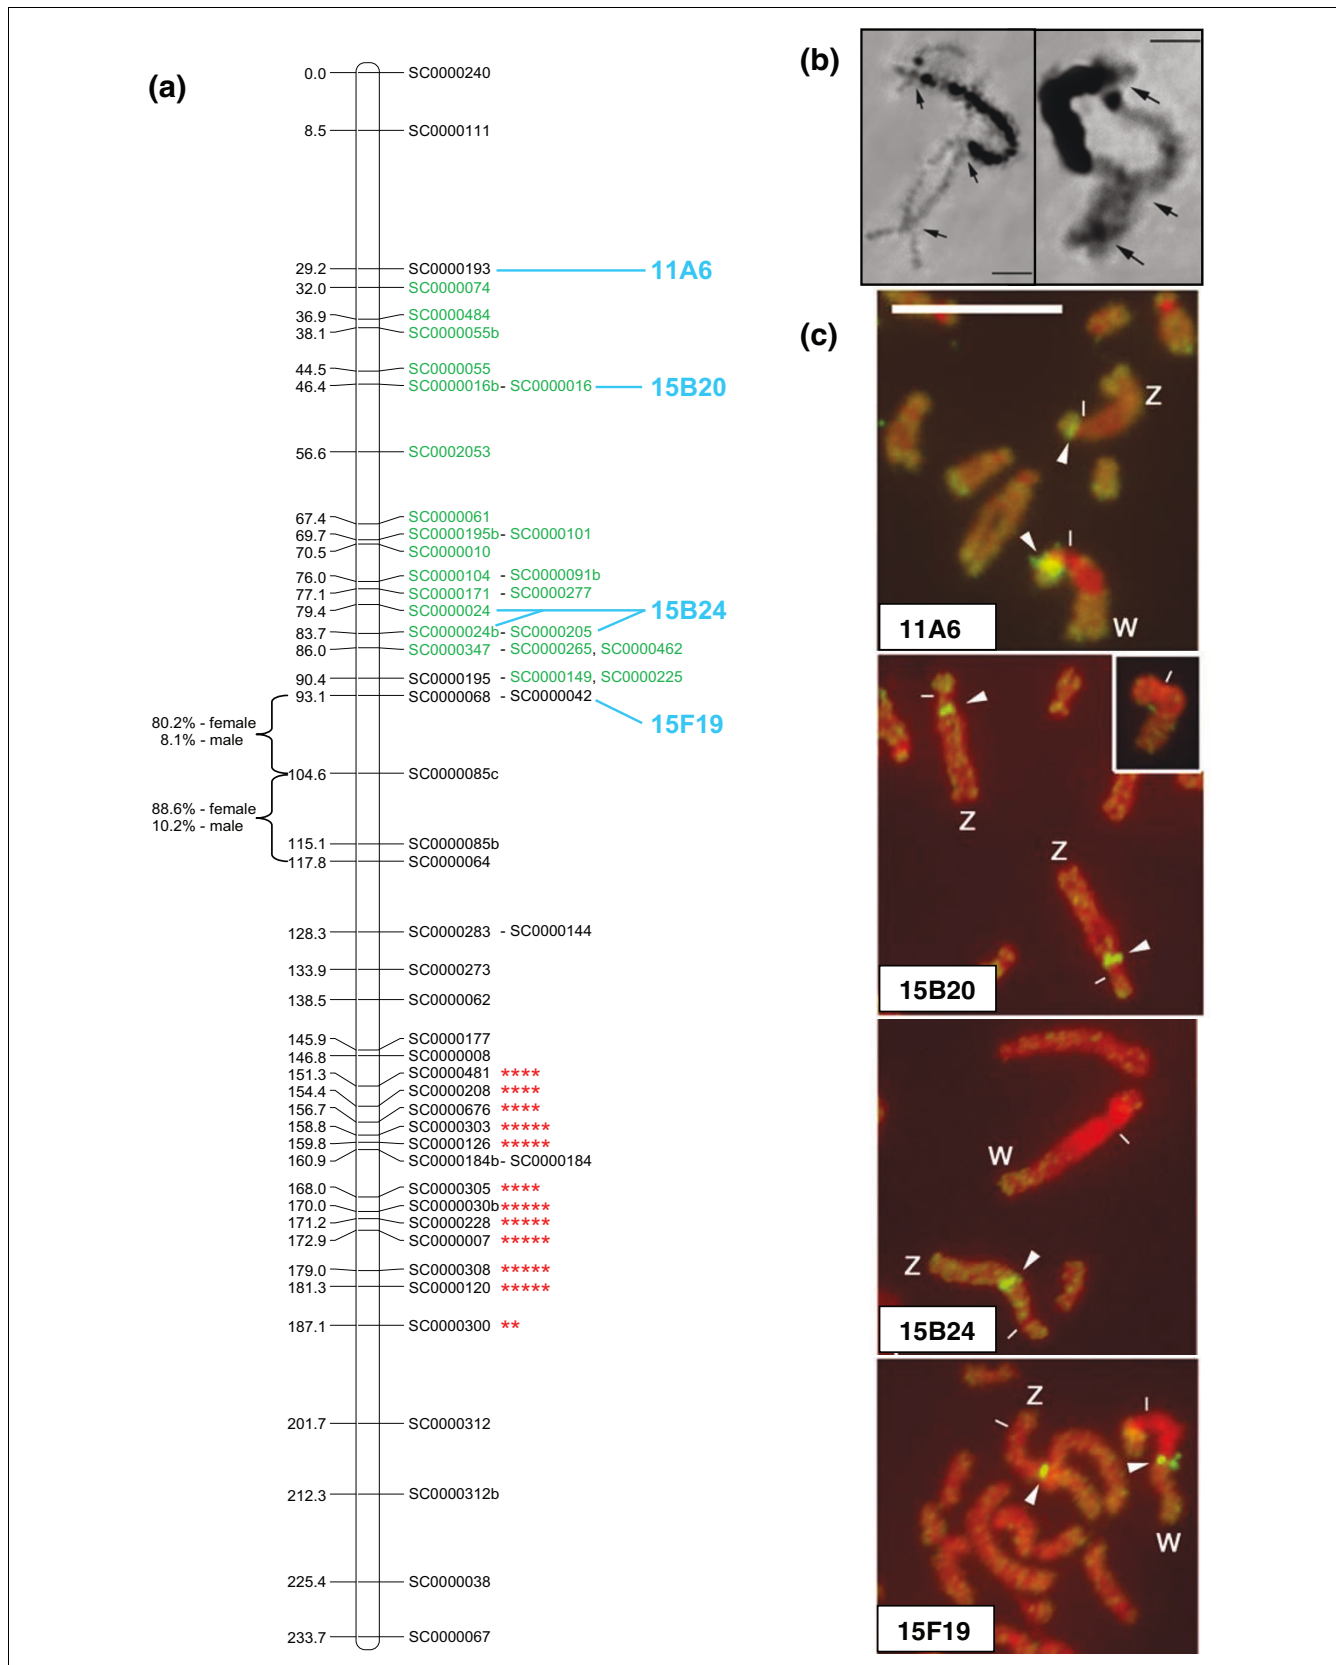 (a)
0.0 SC0000240
8.5 SC0000111
29.2 SC0000193 11A6
32.0 SC0000074
36.9 SC0000484
38.1 SC0000055b
44.5 SC0000055
46.4 SC0000016b- SC0000016 15B20
56.6 SC0002053
67.4 SC0000061
69.7 SC0000195b- SC0000101
70.5 SC0000010
76.0 SC0000104 - SC0000091b
77.1 SC0000171 - SC0000277
79.4 SC0000024 15B24
83.7 SC0000024b- SC0000205
86.0 SC0000347 - SC0000265, SC0000462
90.4 SC0000195 - SC0000149, SC0000225
93.1 SC0000068 - SC0000042 15F19
80.2% - female
8.1% - male
104.6 SC0000085c
88.6% - female
10.2% - male
115.1 SC0000085b
117.8 SC0000064
128.3 SC0000283 - SC0000144
133.9 SC0000273
138.5 SC0000062
145.9 SC0000177
146.8 SC0000008
151.3 SC0000481 ****
154.4 SC0000208 ****
156.7 SC0000676 ****
158.8 SC0000303 *****
159.8 SC0000126 *****
160.9 SC0000184b- SC0000184
168.0 SC0000305 ****
170.0 SC0000030b *****
171.2 SC0000228 *****
172.9 SC0000007 *****
179.0 SC0000308 *****
181.3 SC0000120 *****
187.1 SC0000300 **
201.7 SC0000312
212.3 SC0000312b
225.4 SC0000038
233.7 SC0000067
(b)
(c)
Z
W
11A6
Z
Z
15B20
W
Z
15B24
Z
W
15F19